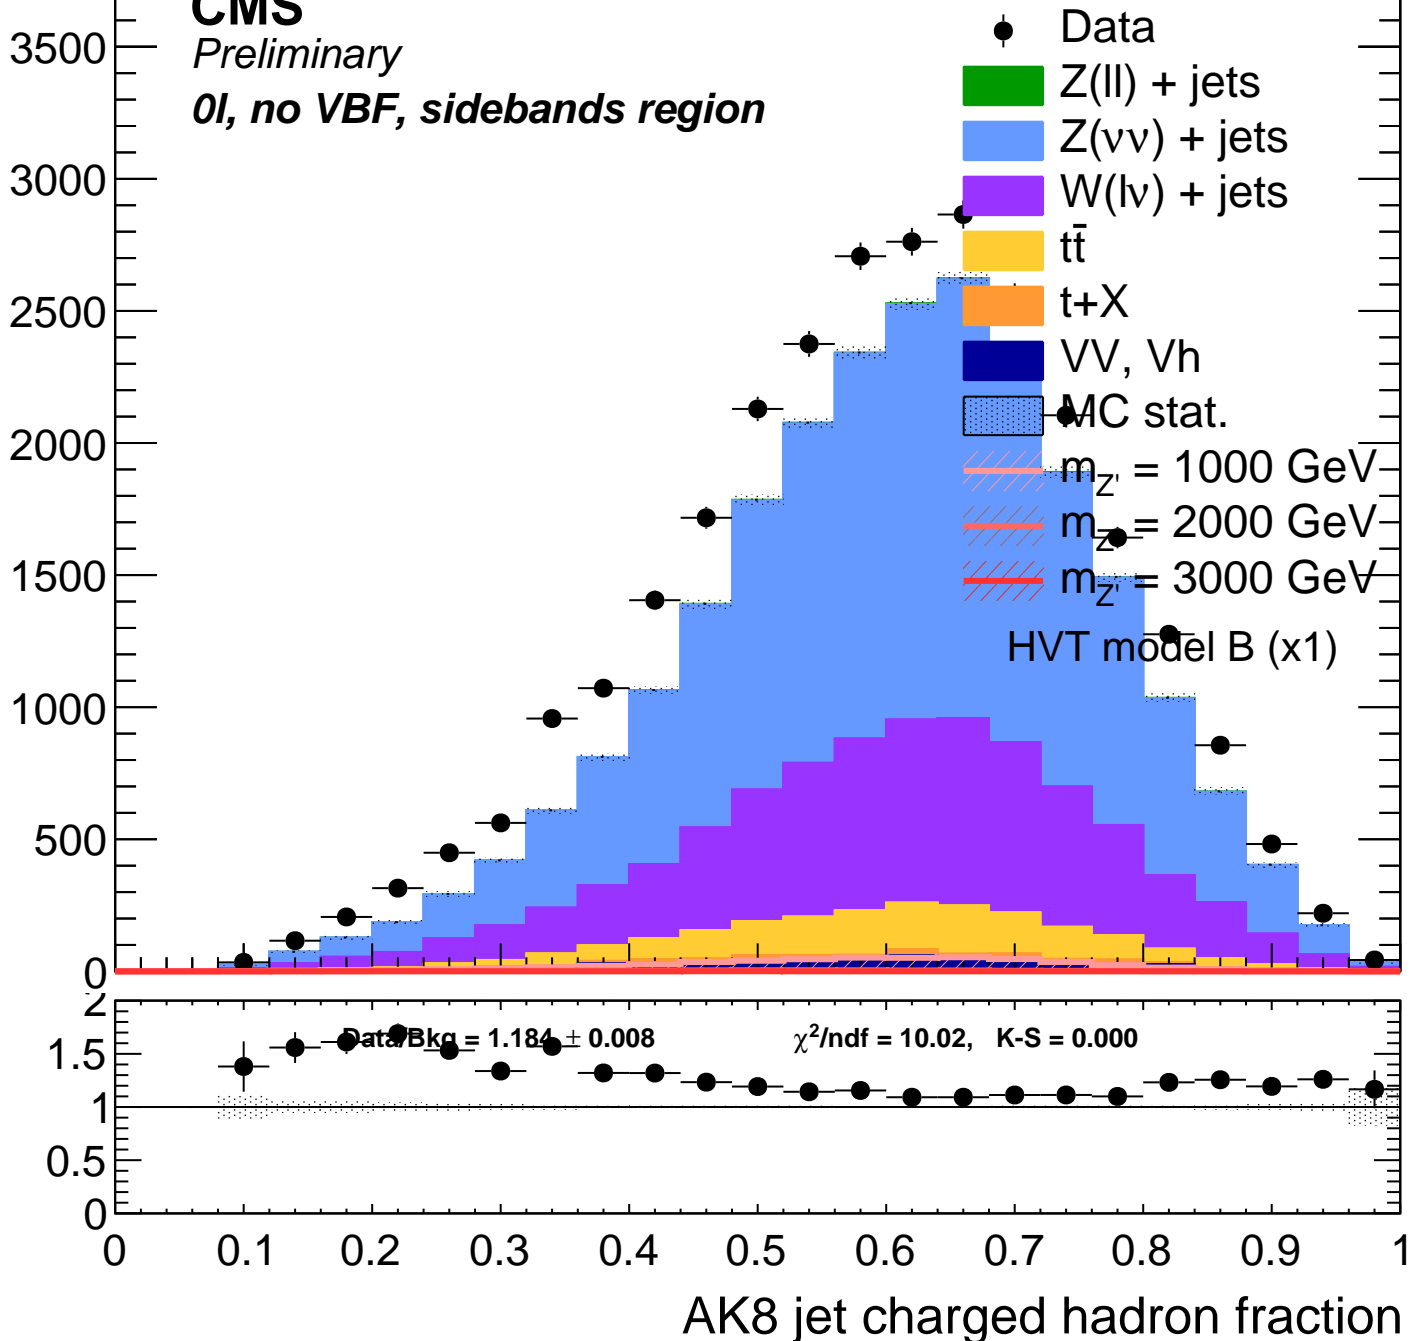 CMS
Preliminary
0l, no VBF, sidebands region
Data
Z(ll) + jets
Z(νν) + jets
W(lν) + jets
tt̄
t+X
VV, Vh
MC stat.
m_Z' = 1000 GeV
m_Z' = 2000 GeV
m_Z' = 3000 GeV
HVT model B (x1)
3500
3000
2500
2000
1500
1000
500
0
Data/Bkg = 1.184 ± 0.008
χ²/ndf = 10.02, K-S = 0.000
2
1.5
1
0.5
0
0 0.1 0.2 0.3 0.4 0.5 0.6 0.7 0.8 0.9 1
AK8 jet charged hadron fraction